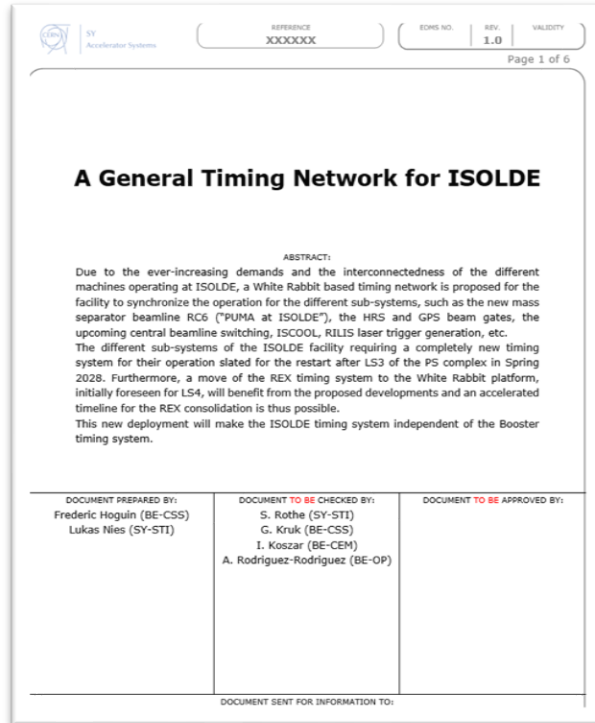 CERN
SY
Accelerator Systems
REFERENCE
XXXXXX
EDMS NO.
REV.
1.0
VALIDITY
Page 1 of 6
A General Timing Network for ISOLDE
ABSTRACT:
Due to the ever-increasing demands and the interconnectedness of the different
machines operating at ISOLDE, a White Rabbit based timing network is proposed for the
facility to synchronize the operation for the different sub-systems, such as the new mass
separator beamline RC6 ("PUMA at ISOLDE"), the HRS and GPS beam gates, the
upcoming central beamline switching, ISCOOL, RILIS laser trigger generation, etc.
The different sub-systems of the ISOLDE facility requiring a completely new timing
system for their operation slated for the restart after LS3 of the PS complex in Spring
2028. Furthermore, a move of the REX timing system to the White Rabbit platform,
initially foreseen for LS4, will benefit from the proposed developments and an accelerated
timeline for the REX consolidation is thus possible.
This new deployment will make the ISOLDE timing system independent of the Booster
timing system.
DOCUMENT PREPARED BY:
Frederic Hoguin (BE-CSS)
Lukas Nies (SY-STI)
DOCUMENT TO BE CHECKED BY:
S. Rothe (SY-STI)
G. Kruk (BE-CSS)
I. Koszar (BE-CEM)
A. Rodriguez-Rodriguez (BE-OP)
DOCUMENT TO BE APPROVED BY:
DOCUMENT SENT FOR INFORMATION TO: